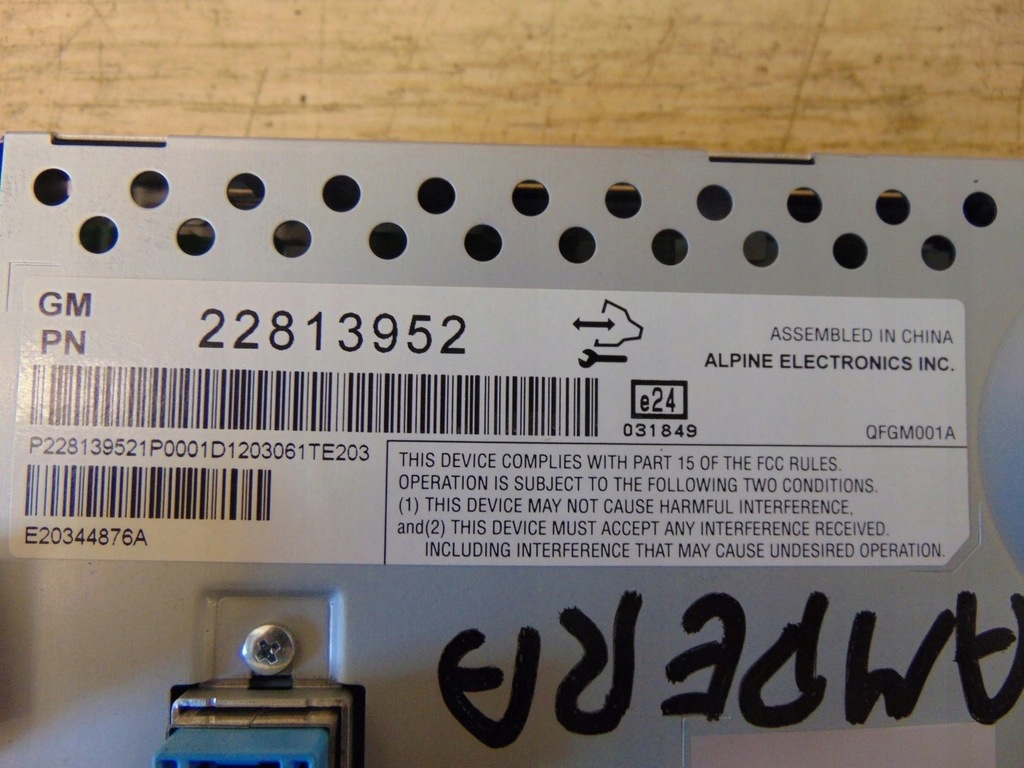 GM
PN
22813952
ASSEMBLED IN CHINA
ALPINE ELECTRONICS INC.
e24
031849
QFGM001A
P228139521P0001D1203061TE203
E20344876A
THIS DEVICE COMPLIES WITH PART 15 OF THE FCC RULES.
OPERATION IS SUBJECT TO THE FOLLOWING TWO CONDITIONS.
(1) THIS DEVICE MAY NOT CAUSE HARMFUL INTERFERENCE,
and(2) THIS DEVICE MUST ACCEPT ANY INTERFERENCE RECEIVED.
INCLUDING INTERFERENCE THAT MAY CAUSE UNDESIRED OPERATION.
AMPERA